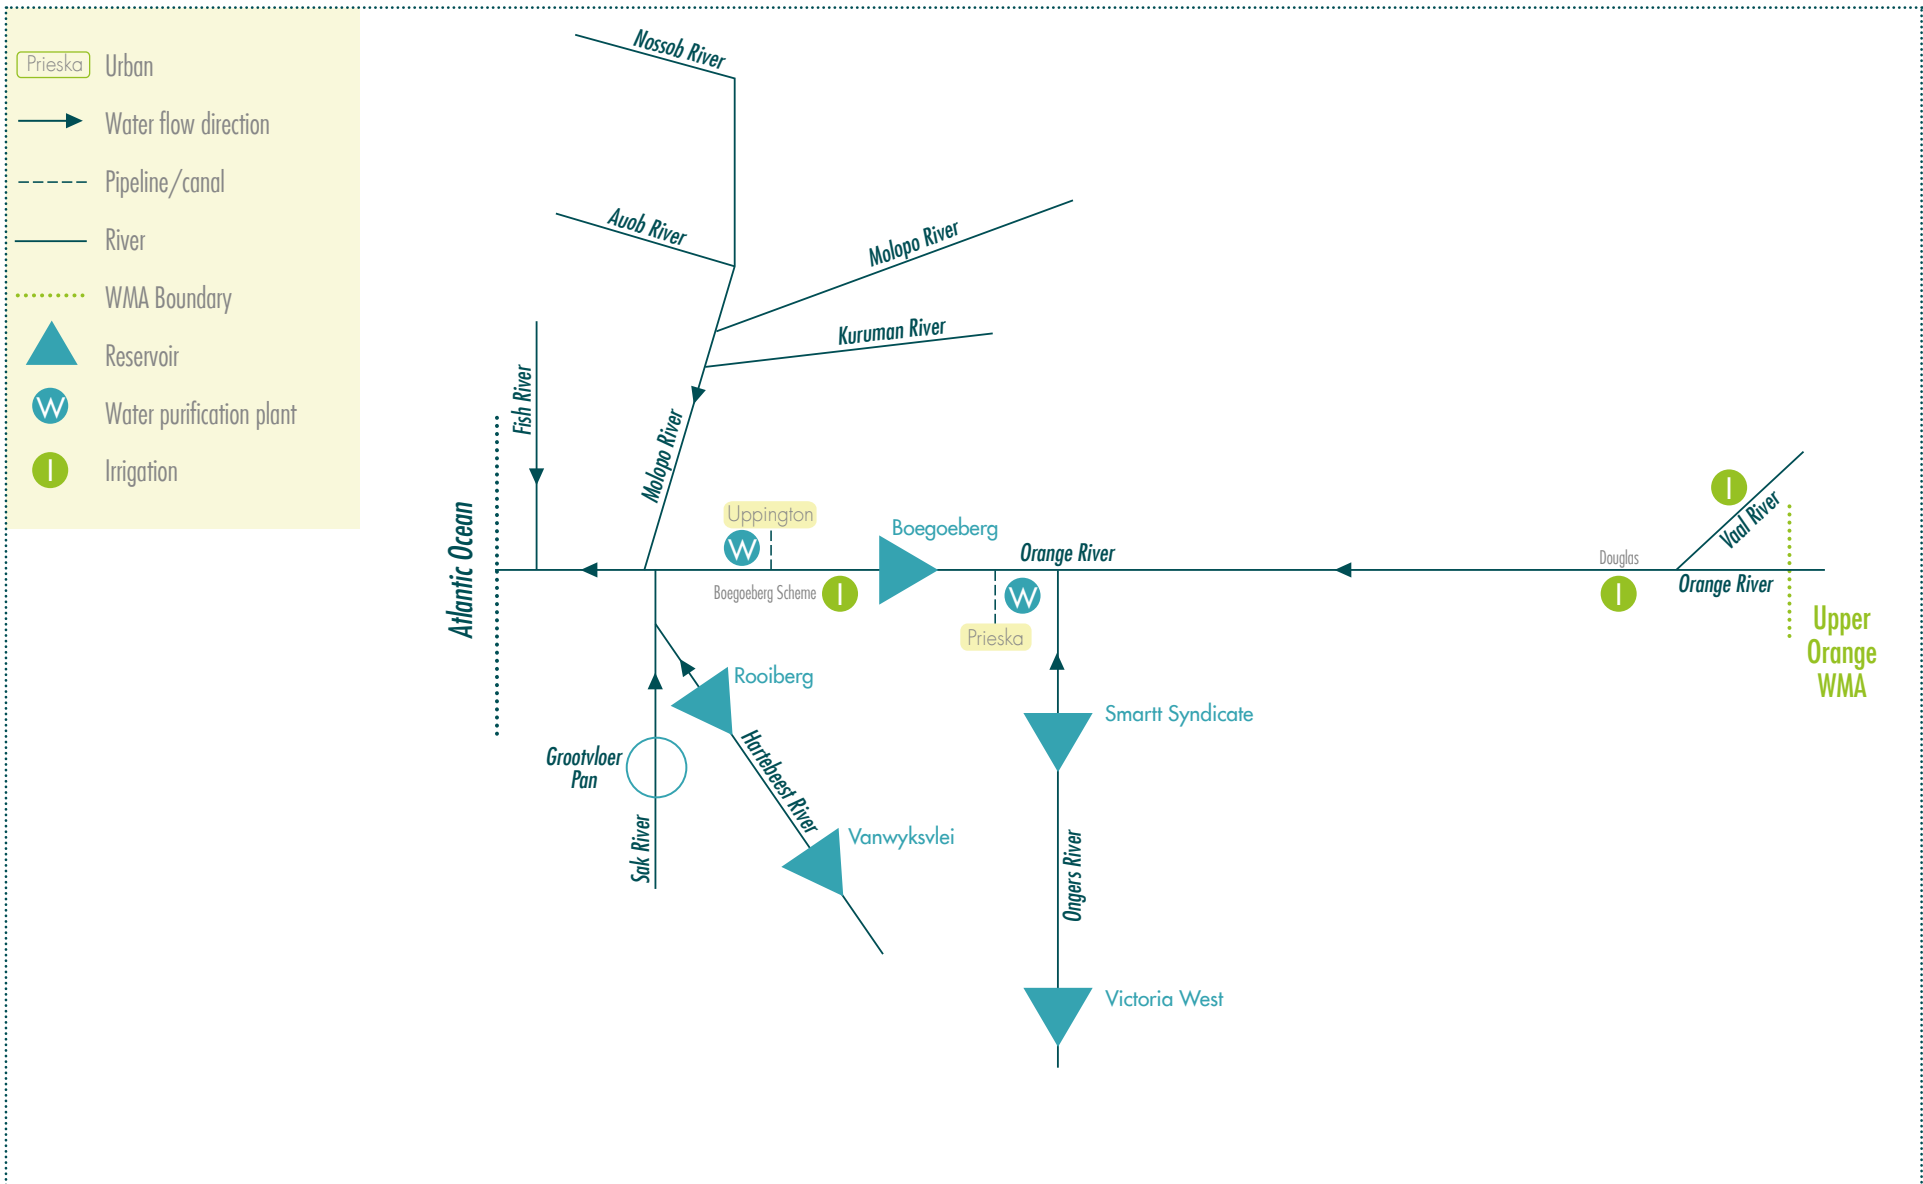 Prieska
Urban
Water flow direction
Pipeline/canal
River
WMA Boundary
Reservoir
W
Water purification plant
I
Irrigation
Nossob River
Auob River
Molopo River
Kuruman River
Fish River
Molopo River
Atlantic Ocean
Uppington
W
Boegoeberg
Orange River
Boegoeberg Scheme
I
W
Prieska
I
Vaal River
Douglas
I
Orange River
Upper
Orange
WMA
Rooiberg
Smartt Syndicate
Grootvloer
Pan
Hartebeest River
Sak River
Vanwyksvlei
Ongers River
Victoria West